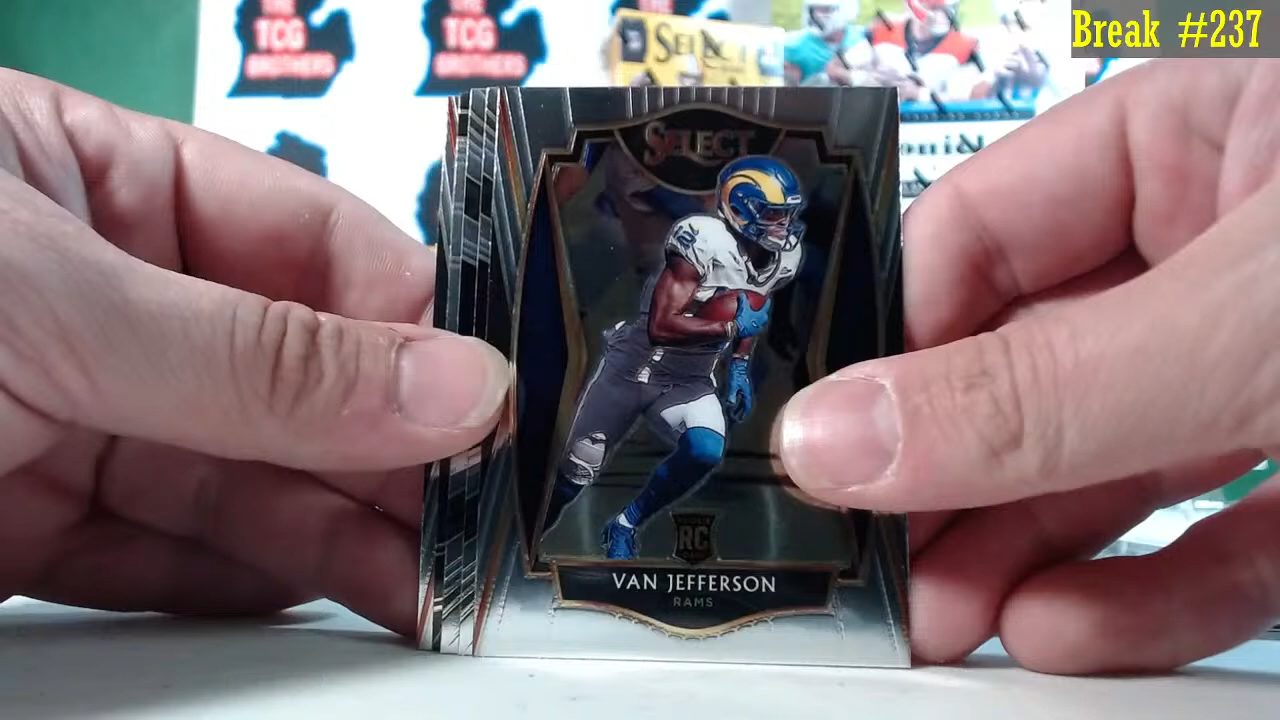 Break #237
THE
TCG
BROTHERS
THE
TCG
BROTHERS
SELECT
RC
VAN JEFFERSON
RAMS